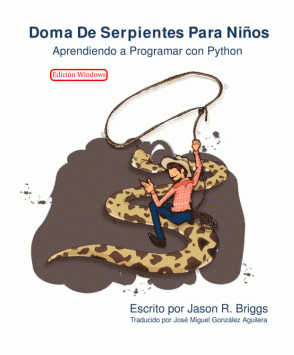 Doma De Serpientes Para Niños
Aprendiendo a Programar con Python
Edición Windows
Escrito por Jason R. Briggs
Traducido por José Miguel González Aguilera